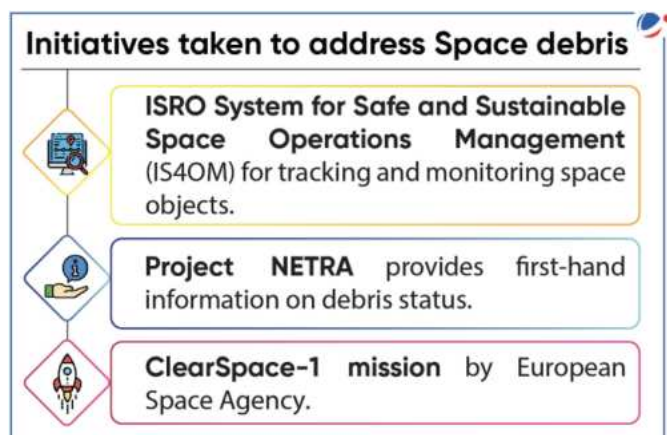 Initiatives taken to address Space debris
ISRO System for Safe and Sustainable
Space Operations Management
(IS4OM) for tracking and monitoring space
objects.
Project NETRA provides first-hand
information on debris status.
ClearSpace-1 mission by European
Space Agency.